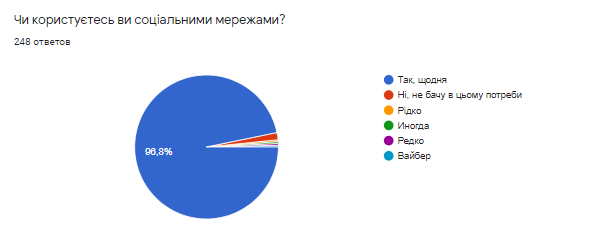 Чи користуєтесь ви соціальними мережами?
248 ответов
96,8%
Так, щодня
Ні, не бачу в цьому потреби
Рідко
Иногда
Редко
Вайбер